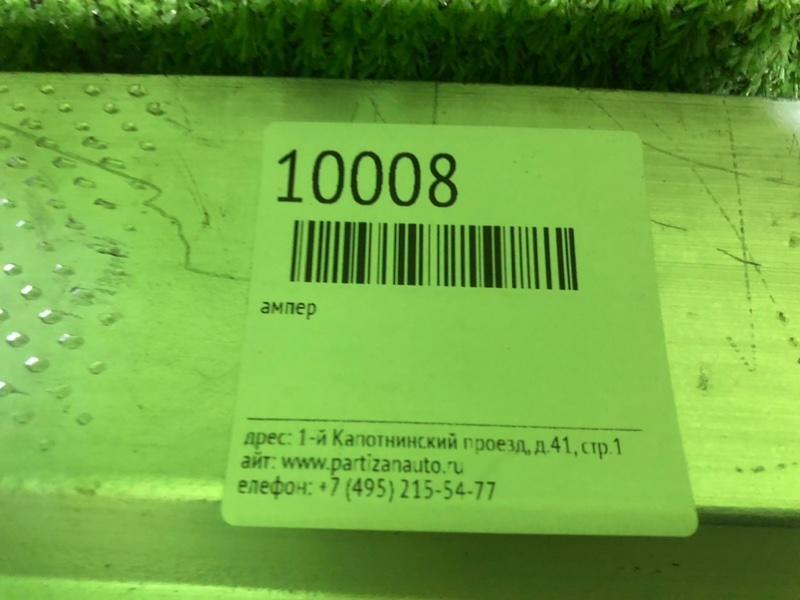 10008
ампер
дрес: 1-й Капотнинский проезд, д.41, стр.1
айт: www.partizanauto.ru
елефон: +7 (495) 215-54-77